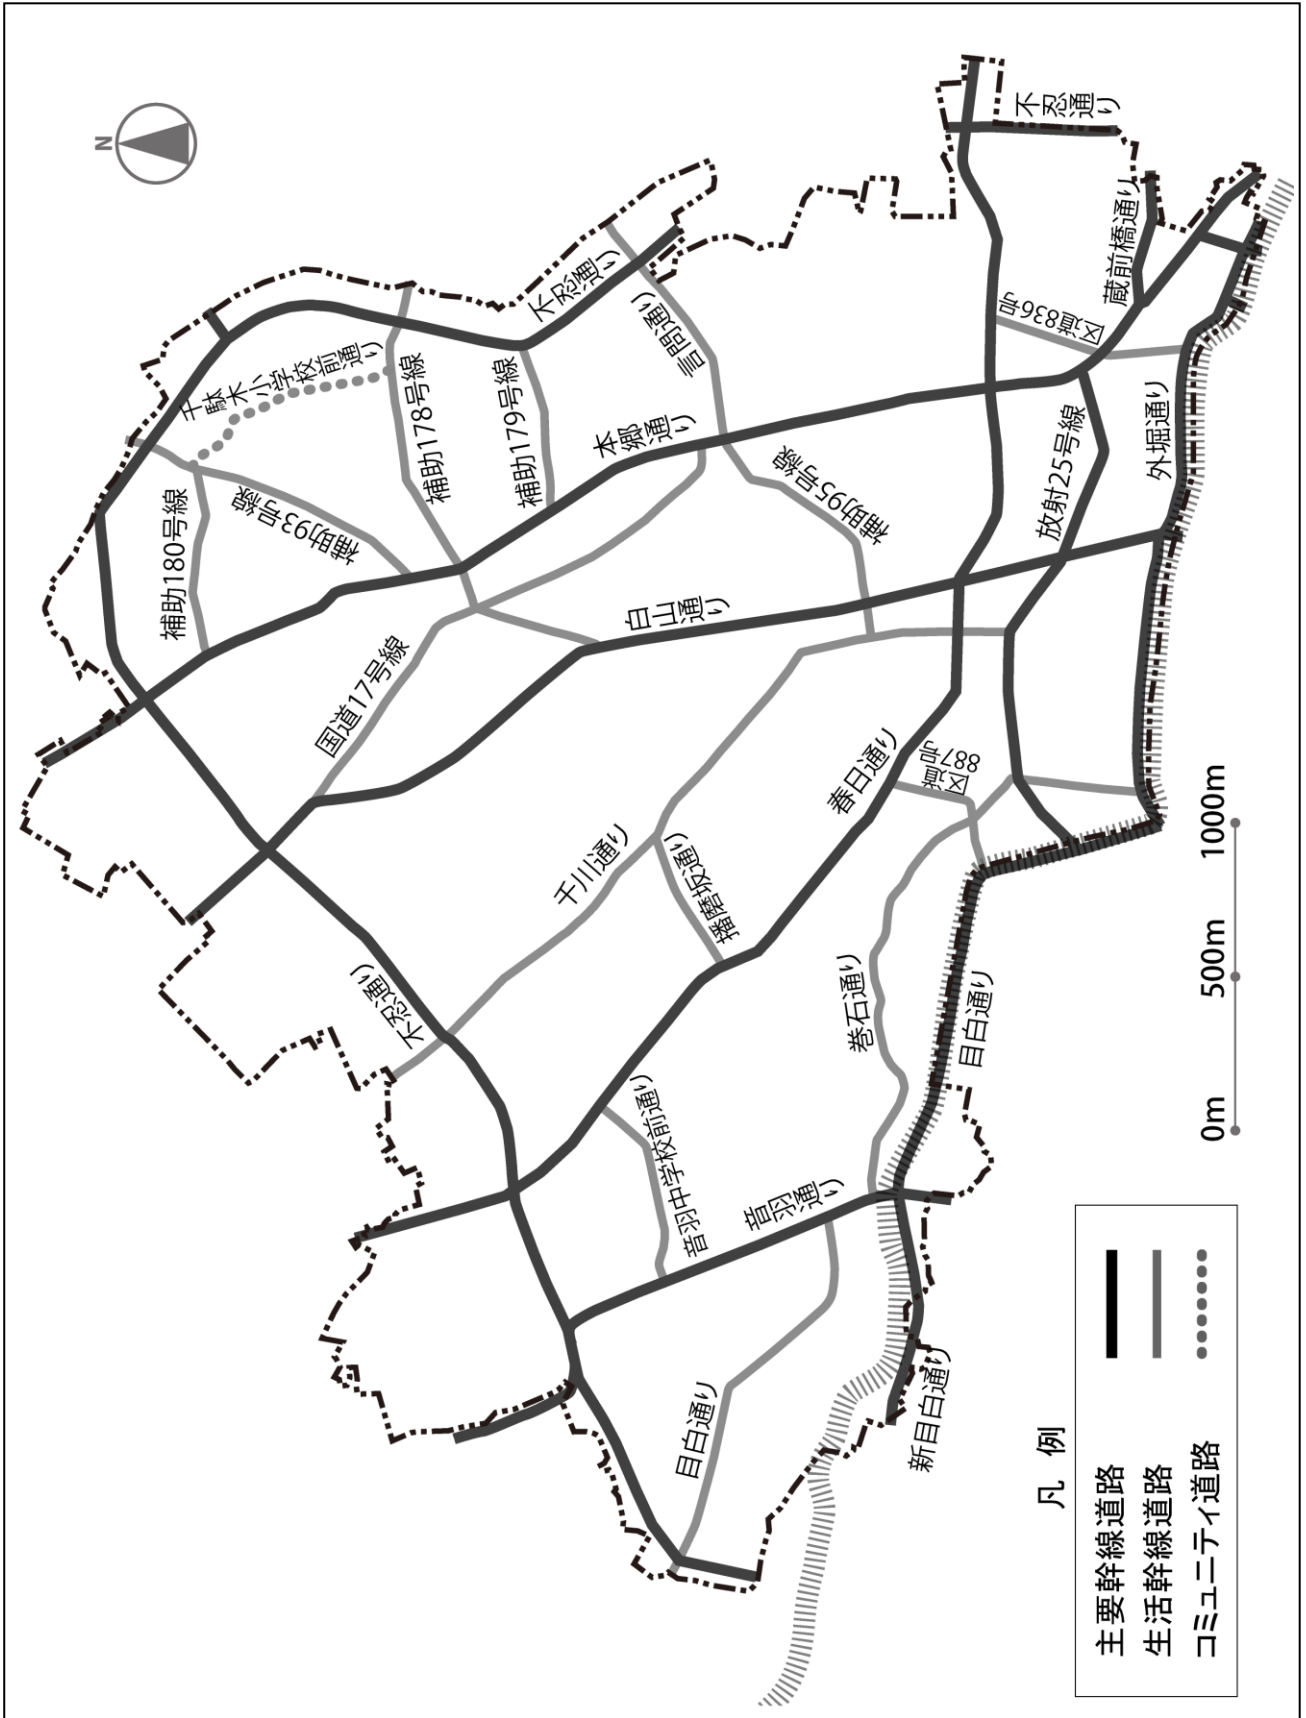 N
不忍通り
千駄木小学校前通り
不忍通り
言問通り
蔵前橋通り
区道836号
補助180号線
補助93号線
補助178号線
補助179号線
本郷通り
補助95号線
放射25号線
外堀通り
国道17号線
白山通り
春日通り
区道887号
不忍通り
千川通り
播磨坂通り
巻石通り
目白通り
音羽中学校前通り
音羽通り
目白通り
新目白通り
0m 500m 1000m
凡 例
主要幹線道路
生活幹線道路
コミュニティ道路